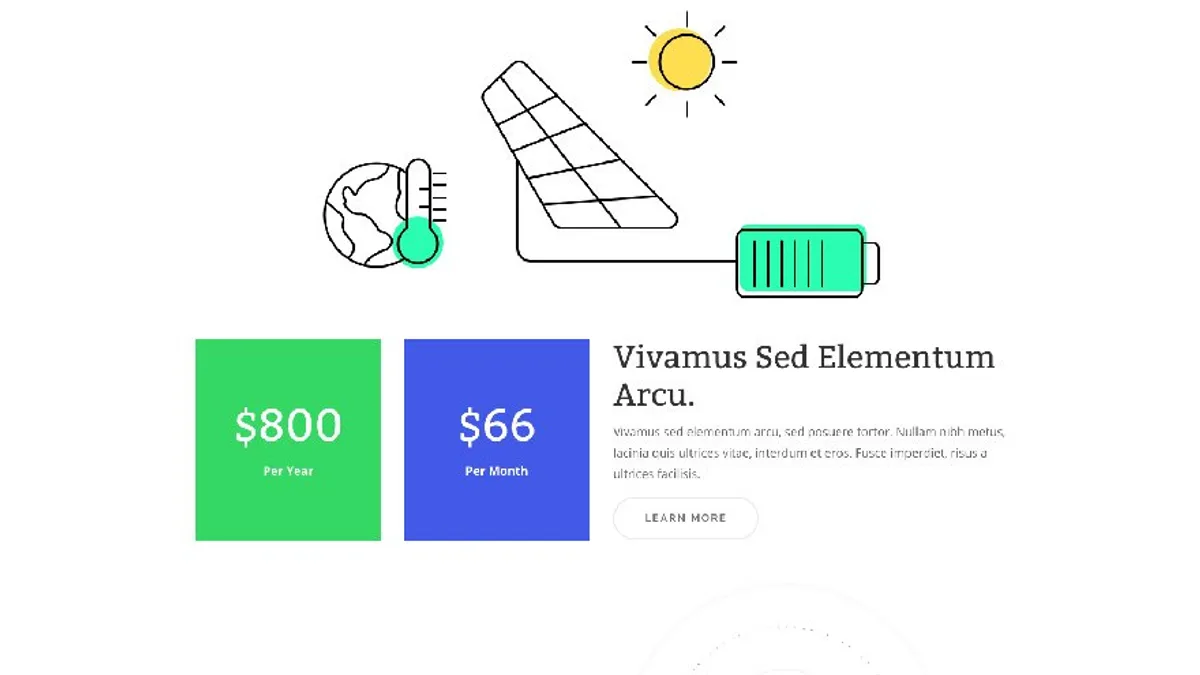 $800
Per Year
$66
Per Month
Vivamus Sed Elementum
Arcu.
Vivamus sed elementum arcu, sed posuere tortor. Nullam nibh metus,
lacinia quis ultrices vitae, interdum et eros. Fusce imperdiet, risus a
ultrices facilisis.
LEARN MORE